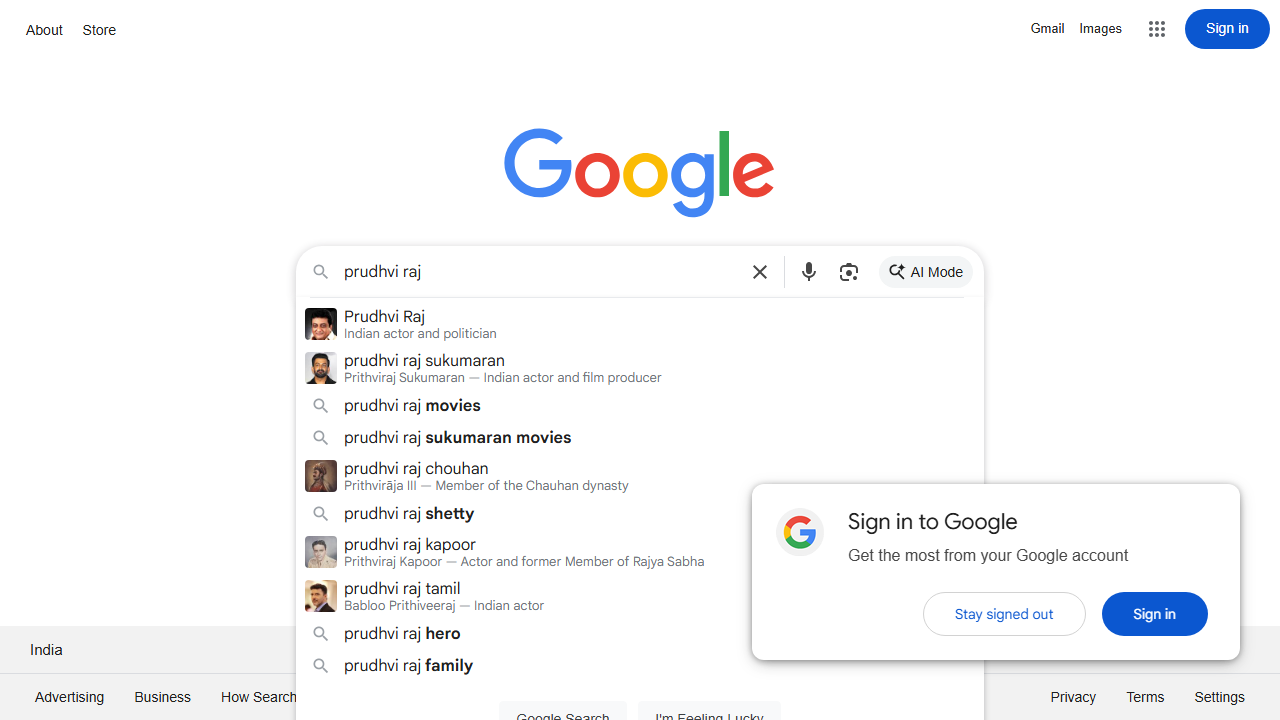 About Store Gmail Images Sign in
Google
prudhvi raj AI Mode
Prudhvi Raj
Indian actor and politician
prudhvi raj sukumaran
Prithviraj Sukumaran — Indian actor and film producer
prudhvi raj movies
prudhvi raj sukumaran movies
prudhvi raj chouhan
Prithvirāja III — Member of the Chauhan dynasty
prudhvi raj shetty
prudhvi raj kapoor
Prithviraj Kapoor — Actor and former Member of Rajya Sabha
prudhvi raj tamil
Babloo Prithiveeraj — Indian actor
prudhvi raj hero
prudhvi raj family
Google Search I'm Feeling Lucky
Sign in to Google
Get the most from your Google account
Stay signed out Sign in
India
Advertising Business How Search Privacy Terms Settings